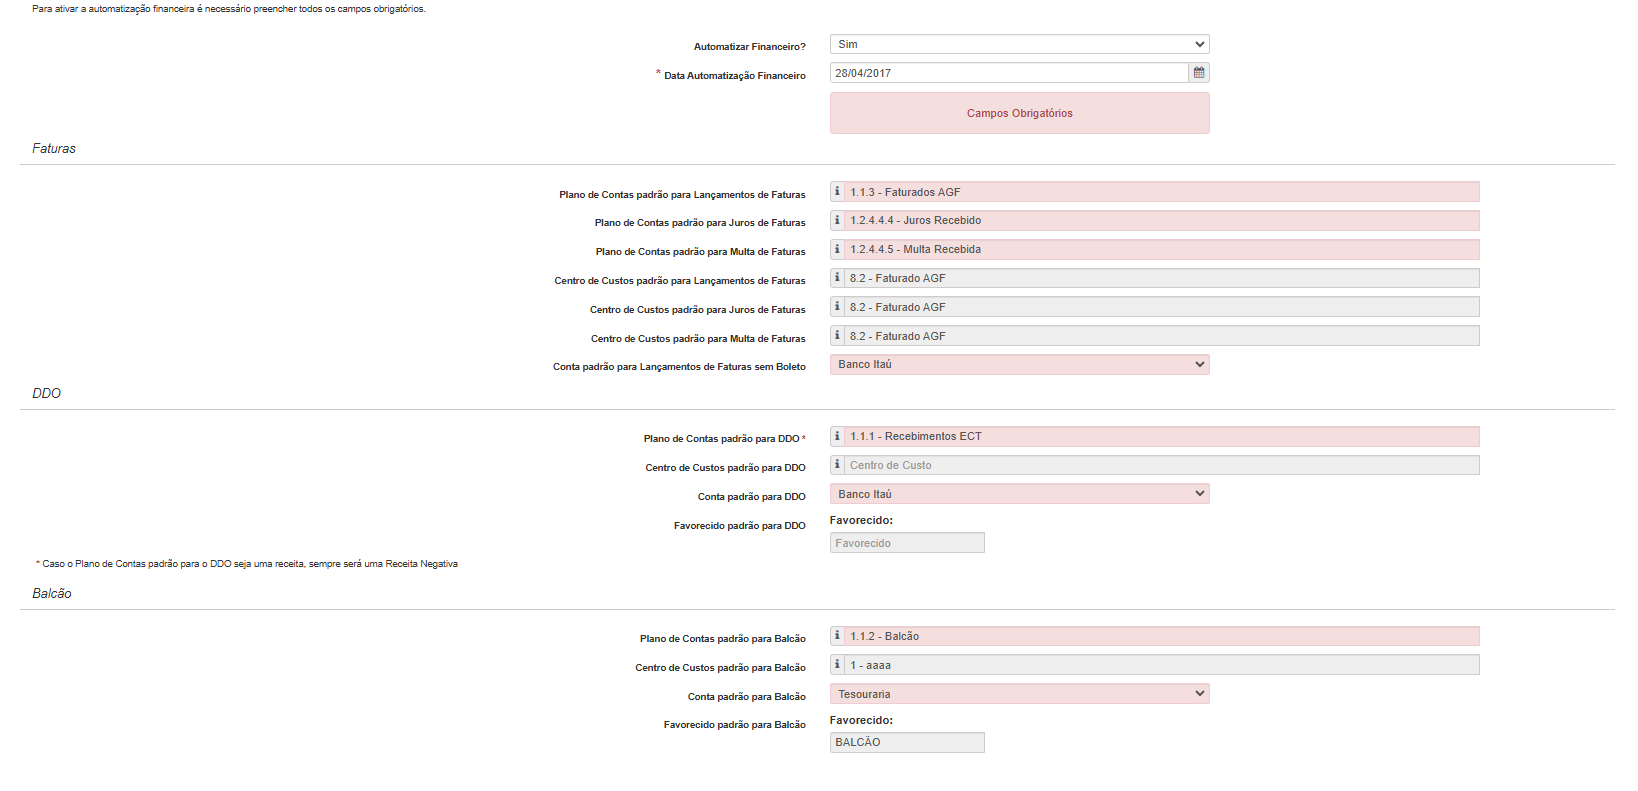 Para ativar a automatização financeira é necessário preencher todos os campos obrigatórios.
Automatizar Financeiro? Sim
* Data Automatização Financeiro 28/04/2017
Campos Obrigatórios
Faturas
Plano de Contas padrão para Lançamentos de Faturas 1.1.3 - Faturados AGF
Plano de Contas padrão para Juros de Faturas 1.2.4.4.4 - Juros Recebido
Plano de Contas padrão para Multa de Faturas 1.2.4.4.5 - Multa Recebida
Centro de Custos padrão para Lançamentos de Faturas 8.2 - Faturado AGF
Centro de Custos padrão para Juros de Faturas 8.2 - Faturado AGF
Centro de Custos padrão para Multa de Faturas 8.2 - Faturado AGF
Conta padrão para Lançamentos de Faturas sem Boleto Banco Itaú
DDO
Plano de Contas padrão para DDO * 1.1.1 - Recebimentos ECT
Centro de Custos padrão para DDO Centro de Custo
Conta padrão para DDO Banco Itaú
Favorecido padrão para DDO Favorecido:
Favorecido
* Caso o Plano de Contas padrão para o DDO seja uma receita, sempre será uma Receita Negativa
Balcão
Plano de Contas padrão para Balcão 1.1.2 - Balcão
Centro de Custos padrão para Balcão 1 - aaaa
Conta padrão para Balcão Tesouraria
Favorecido padrão para Balcão Favorecido:
BALCÃO